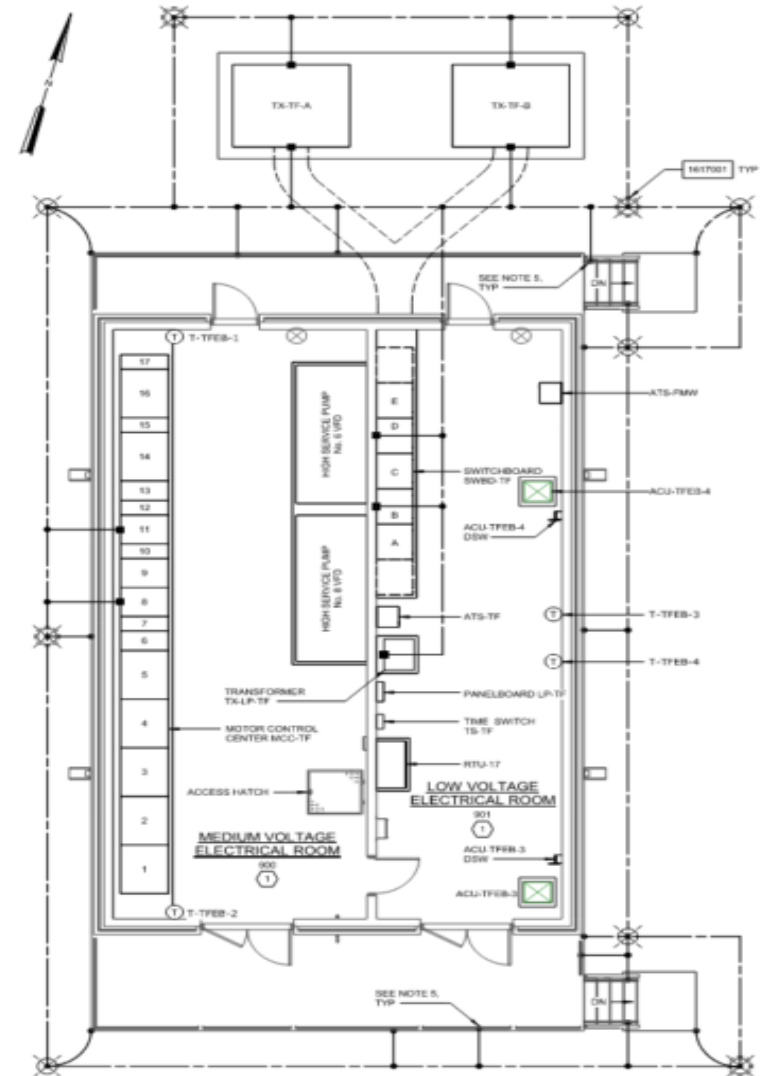 N
TX-TF-A
TX-TF-B
1617001 TYP
SEE NOTE 5,
TYP
DN
T-TFEB-1
17
16
15
14
13
12
11
10
9
8
7
6
5
4
3
2
1
HIGH SERVICE PUMP
No. 6 VFD
HIGH SERVICE PUMP
No. 8 VFD
E
D
C
B
A
ATS-PMW
SWITCHBOARD
SWBD-TF
ACU-TFEB-4
ACU-TFEB-4
DSW
ATS-TF
T-TFEB-3
T-TFEB-4
TRANSFORMER
TX-LP-TF
PANELBOARD LP-TF
MOTOR CONTROL
CENTER MCC-TF
TIME SWITCH
TS-TF
RTU-17
ACCESS HATCH
LOW VOLTAGE
ELECTRICAL ROOM
901
1
MEDIUM VOLTAGE
ELECTRICAL ROOM
900
1
ACU-TFEB-3
DSW
ACU-TFEB-3
T-TFEB-2
SEE NOTE 5,
TYP
DN